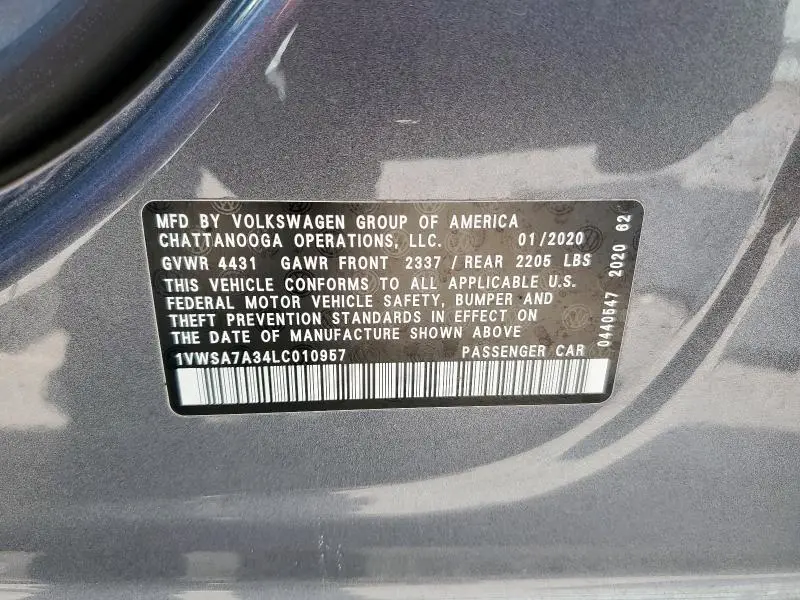 MFD BY VOLKSWAGEN GROUP OF AMERICA
CHATTANOOGA OPERATIONS, LLC. 01/2020
GVWR 4431 GAWR FRONT 2337 / REAR 2205 LBS
THIS VEHICLE CONFORMS TO ALL APPLICABLE U.S.
FEDERAL MOTOR VEHICLE SAFETY, BUMPER AND
THEFT PREVENTION STANDARDS IN EFFECT ON
THE DATE OF MANUFACTURE SHOWN ABOVE
1VWSA7A34LC010957 PASSENGER CAR
0440547 2020 62